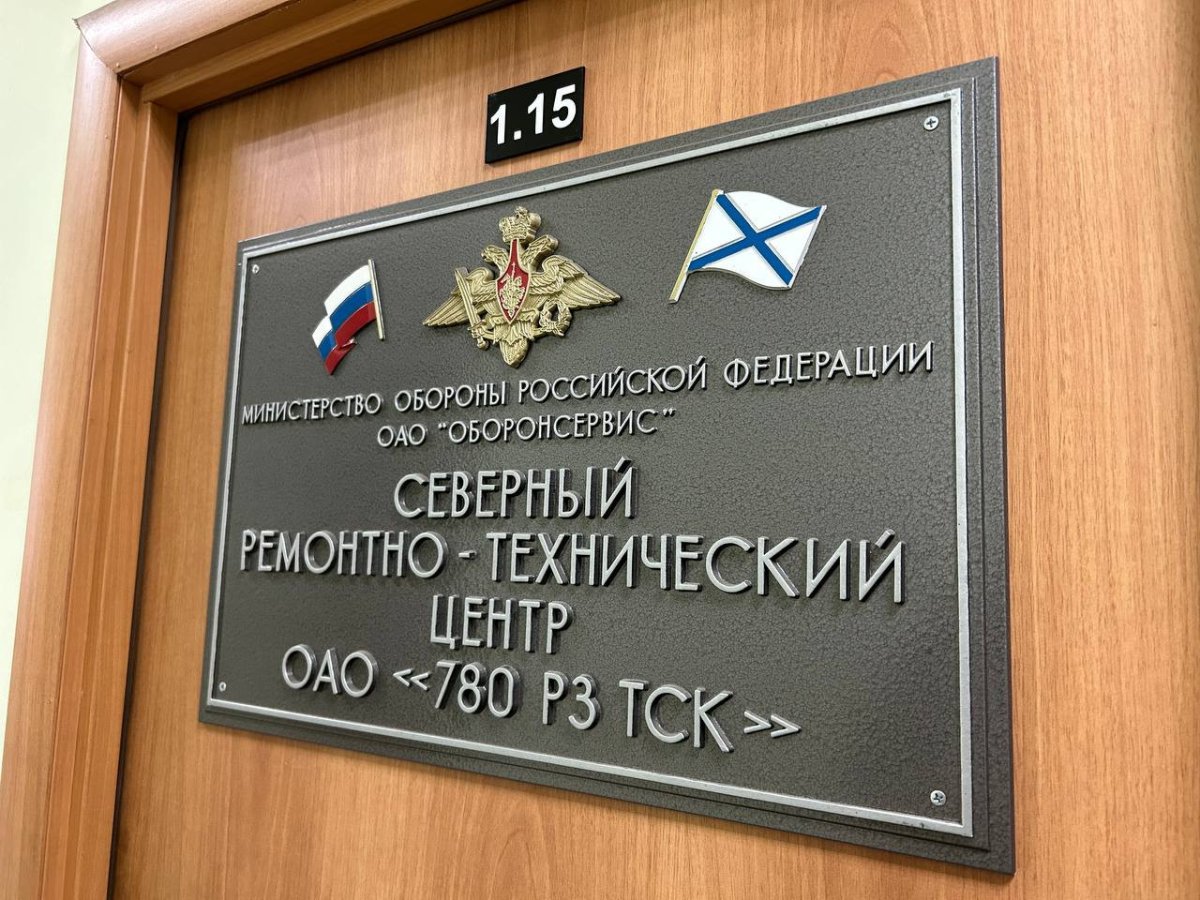 1.15
МИНИСТЕРСТВО ОБОРОНЫ РОССИЙСКОЙ ФЕДЕРАЦИИ
ОАО "ОБОРОНСЕРВИС"
СЕВЕРНЫЙ
РЕМОНТНО - ТЕХНИЧЕСКИЙ
ЦЕНТР
ОАО «780 РЗ ТСК»